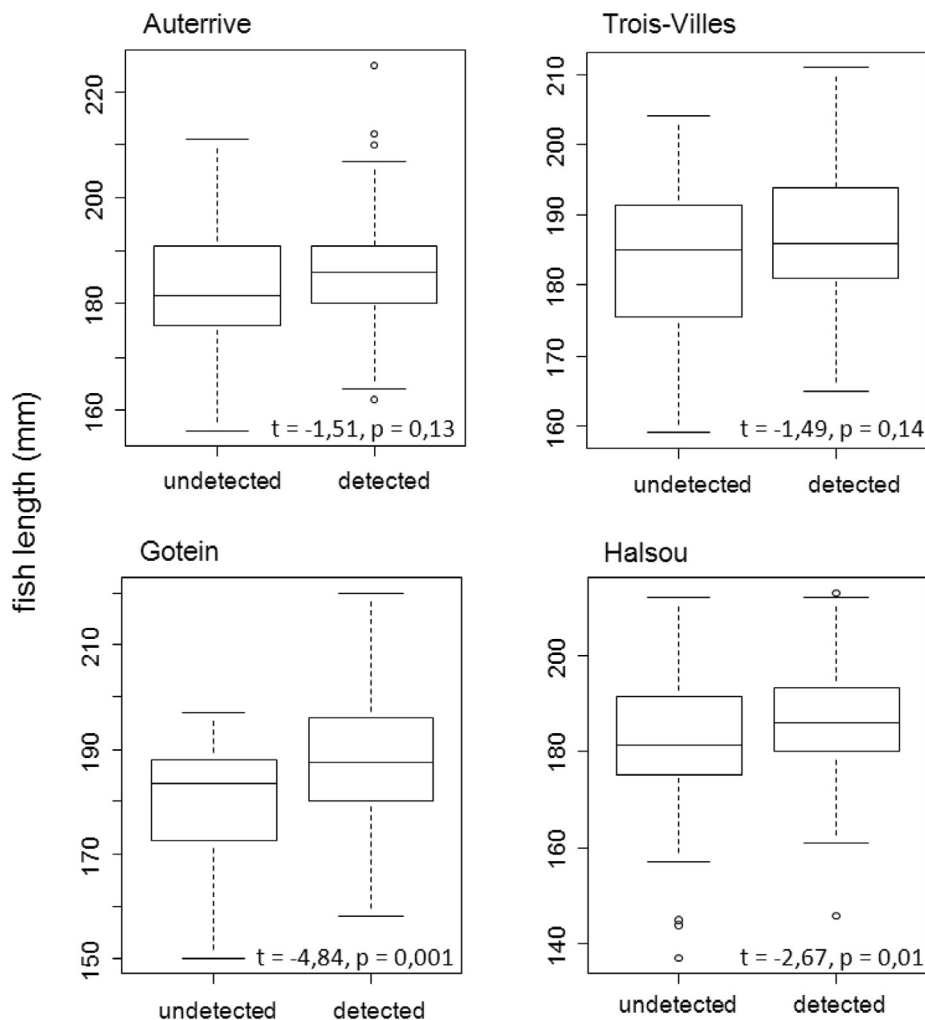 Auterrive
Trois-Villes
220
200
180
160
undetected
detected
t = -1,51, p = 0,13
210
200
190
180
170
160
undetected
detected
t = -1,49, p = 0,14
fish length (mm)
Gotein
Halsou
210
190
170
150
undetected
detected
t = -4,84, p = 0,001
200
180
160
140
undetected
detected
t = -2,67, p = 0,01